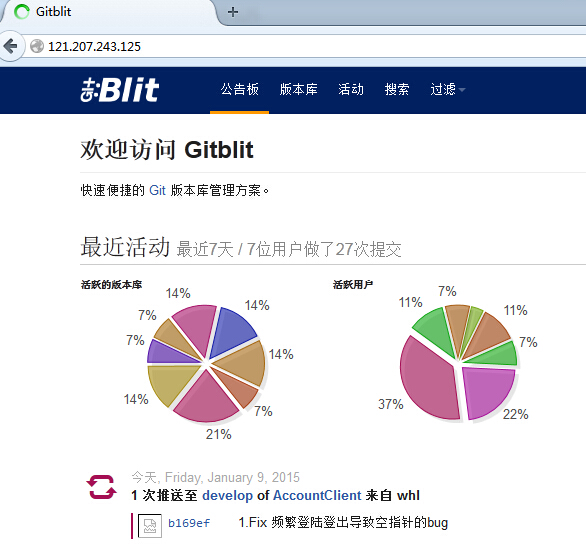 Gitblit
121.207.243.125
git:Blit 公告板 版本库 活动 搜索 过滤
欢迎访问 Gitblit
快速便捷的 Git 版本库管理方案。
最近活动 最近7天 / 7位用户做了27次提交
活跃的版本库
14%
14%
14%
7%
21%
14%
7%
7%
活跃用户
7%
11%
7%
22%
37%
11%
今天, Friday, January 9, 2015
1 次推送至 develop of AccountClient 来自 whl
b169ef 1.Fix 频繁登陆登出导致空指针的bug